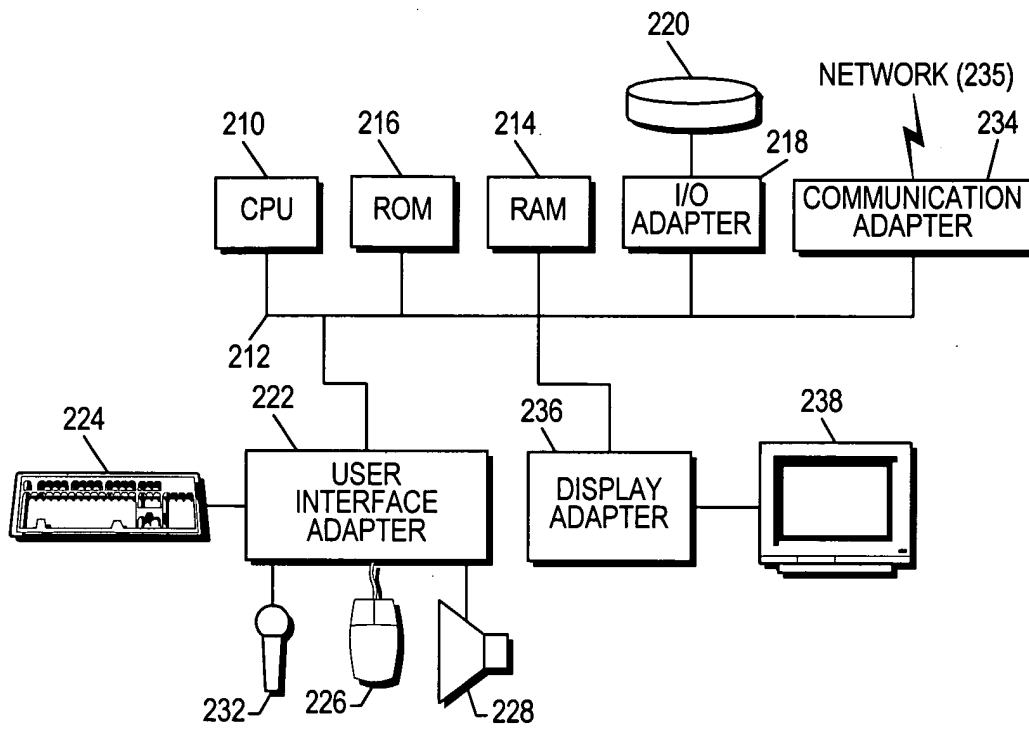 220
NETWORK (235)
210
216
214
218
234
CPU
ROM
RAM
I/O
ADAPTER
COMMUNICATION
ADAPTER
212
224
222
236
238
USER
INTERFACE
ADAPTER
DISPLAY
ADAPTER
232
226
228